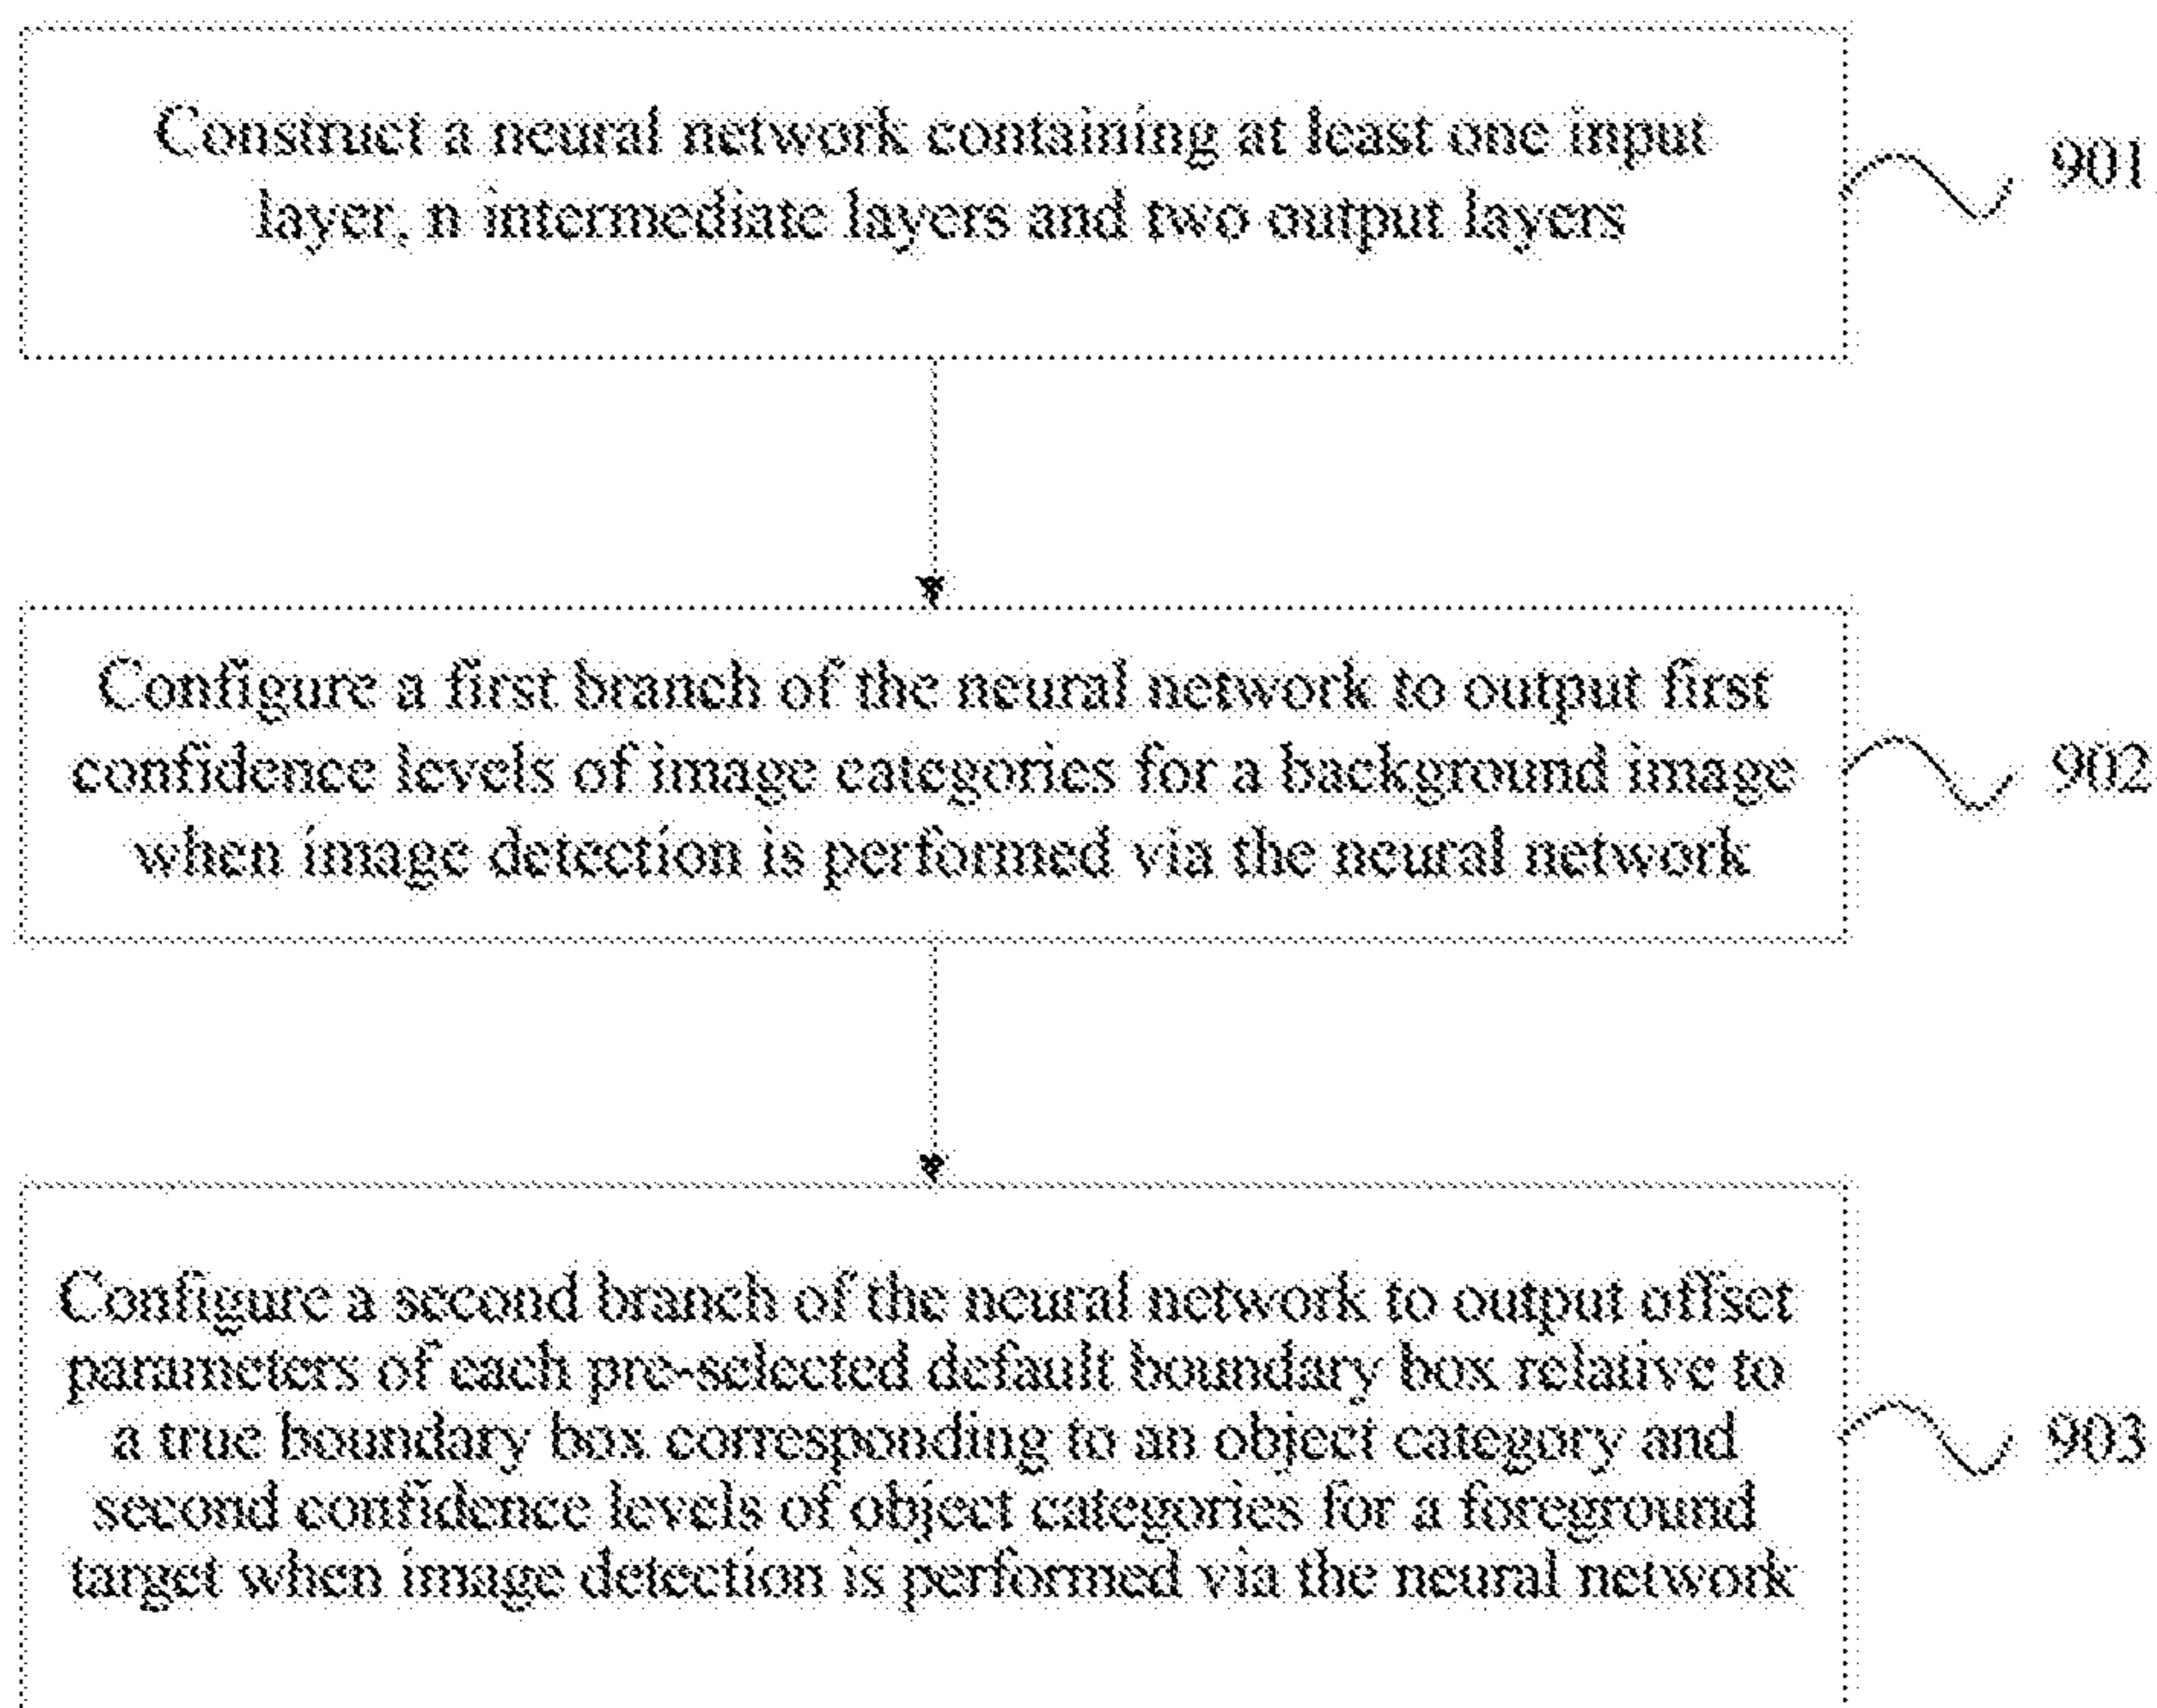 Construct a neural network containing at least one input
layer, n intermediate layers and two output layers
901
Configure a first branch of the neural network to output first
confidence levels of image categories for a background image
when image detection is performed via the neural network
902
Configure a second branch of the neural network to output offset
parameters of each pre-selected default boundary box relative to
a true boundary box corresponding to an object category and
second confidence levels of object categories for a foreground
target when image detection is performed via the neural network
903